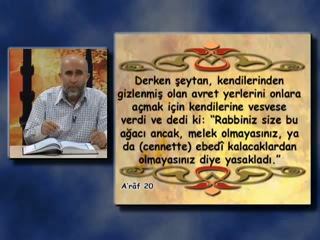 Derken şeytan, kendilerinden
gizlenmiş olan avret yerlerini onlara
açmak için kendilerine vesvese
verdi ve dedi ki: “Rabbiniz size bu
ağacı ancak, melek olmayasınız, ya
da (cennette) ebedî kalacaklardan
olmayasınız diye yasakladı.”
A'râf 20